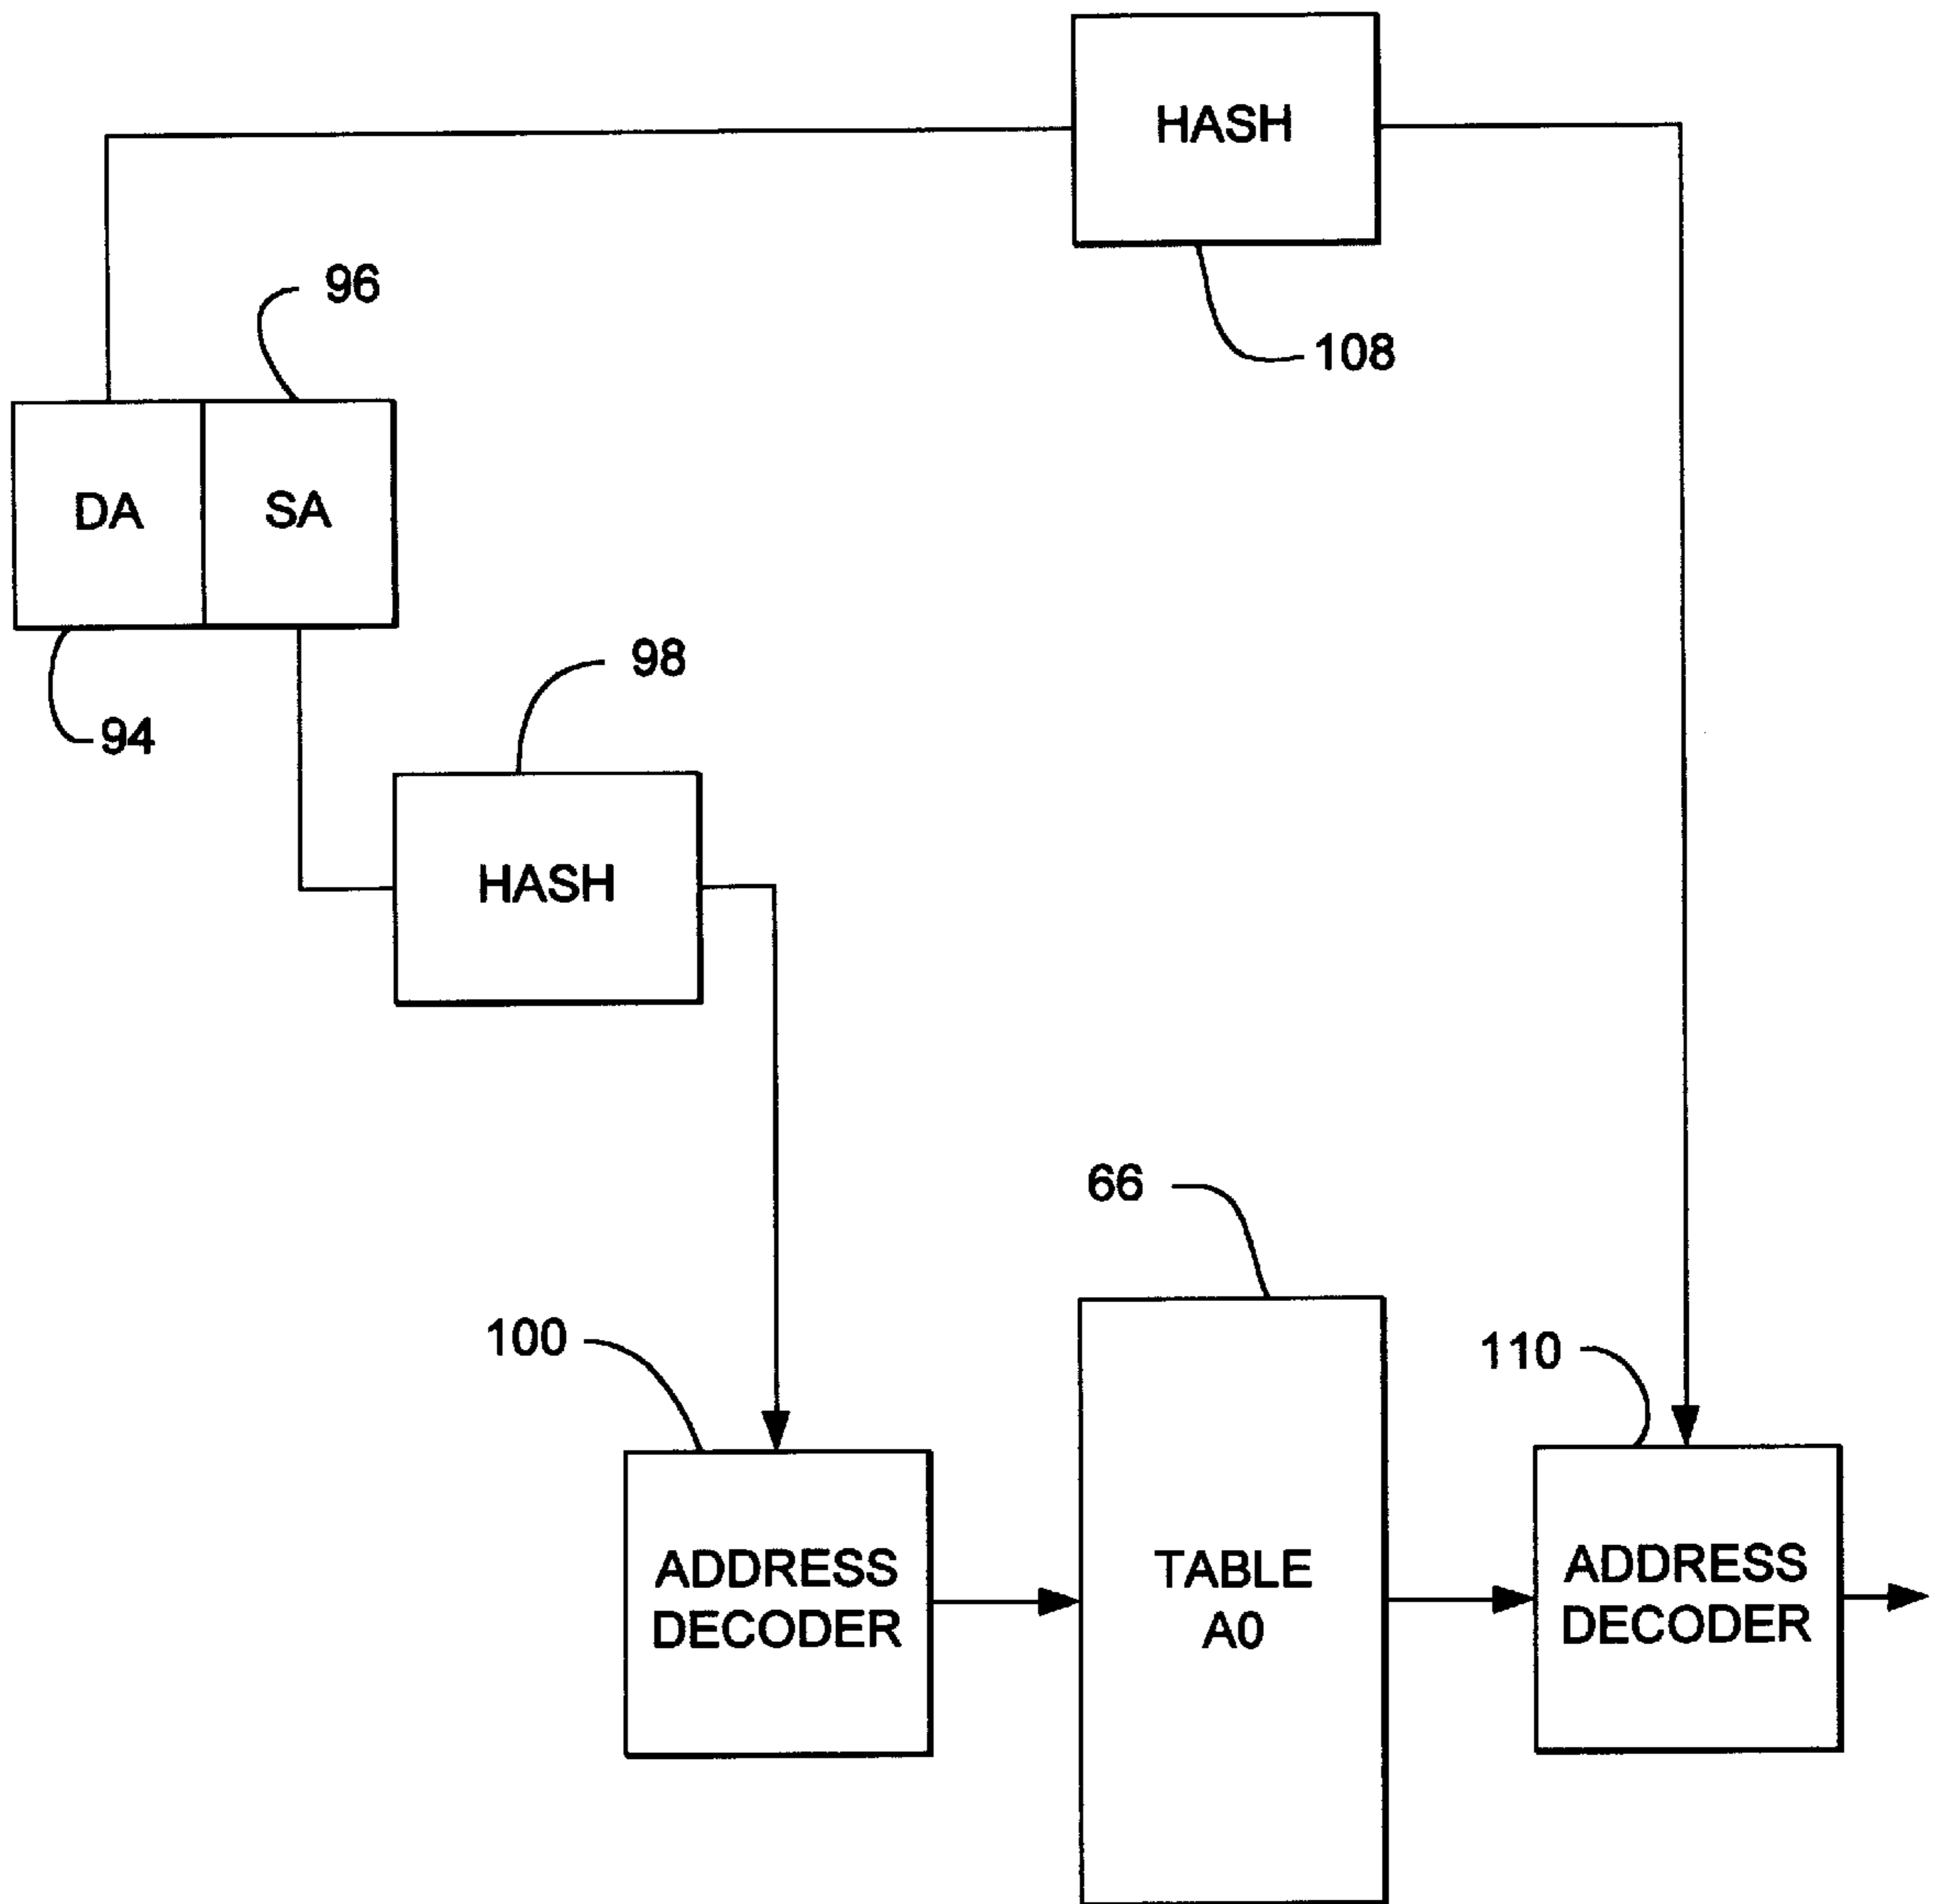 HASH
96
108
DA
SA
98
94
HASH
66
100
110
ADDRESS
DECODER
TABLE
A0
ADDRESS
DECODER